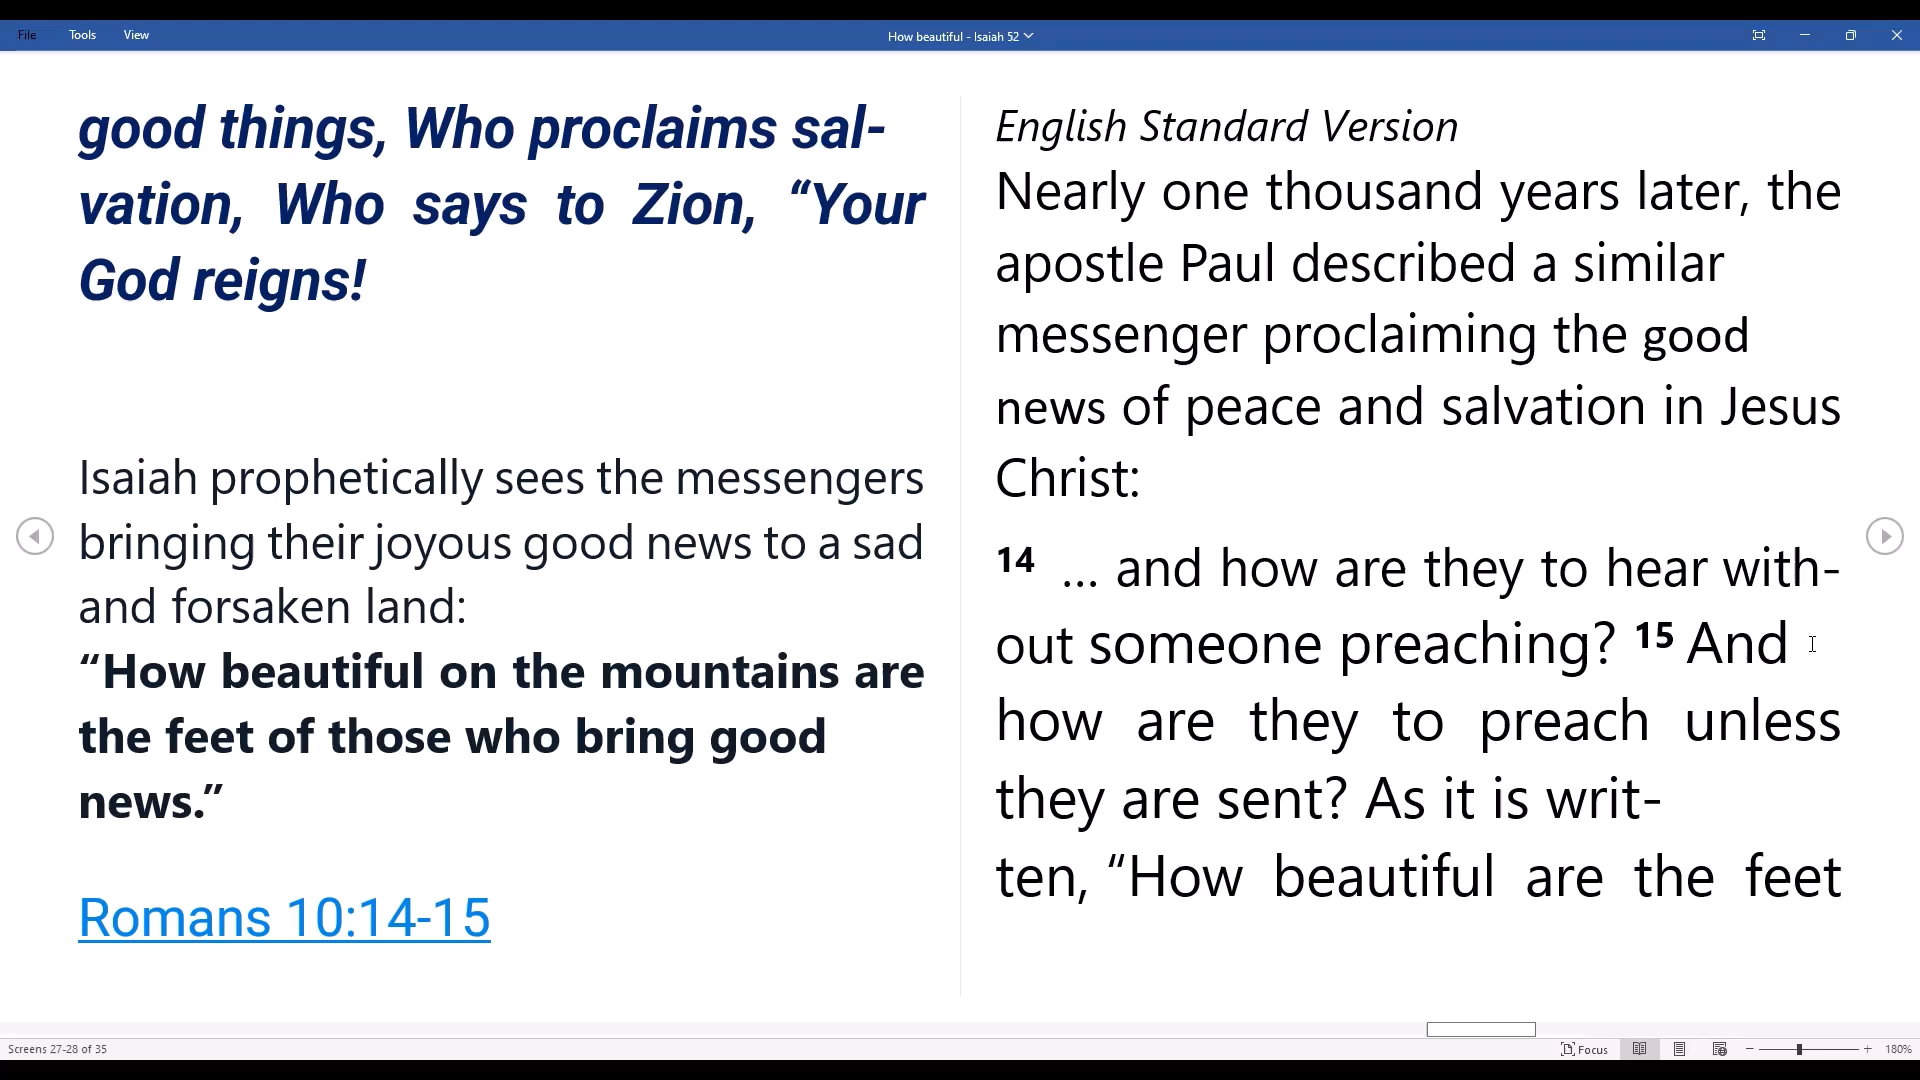 File Tools View How beautiful - Isaiah 52
good things, Who proclaims sal-
vation, Who says to Zion, “Your
God reigns!
Isaiah prophetically sees the messengers
bringing their joyous good news to a sad
and forsaken land:
“How beautiful on the mountains are
the feet of those who bring good
news.”
Romans 10:14-15
English Standard Version
Nearly one thousand years later, the
apostle Paul described a similar
messenger proclaiming the good
news of peace and salvation in Jesus
Christ:
14 ... and how are they to hear with-
out someone preaching? 15 And
how are they to preach unless
they are sent? As it is writ-
ten, “How beautiful are the feet
Screens 27-28 of 35 Focus 180%